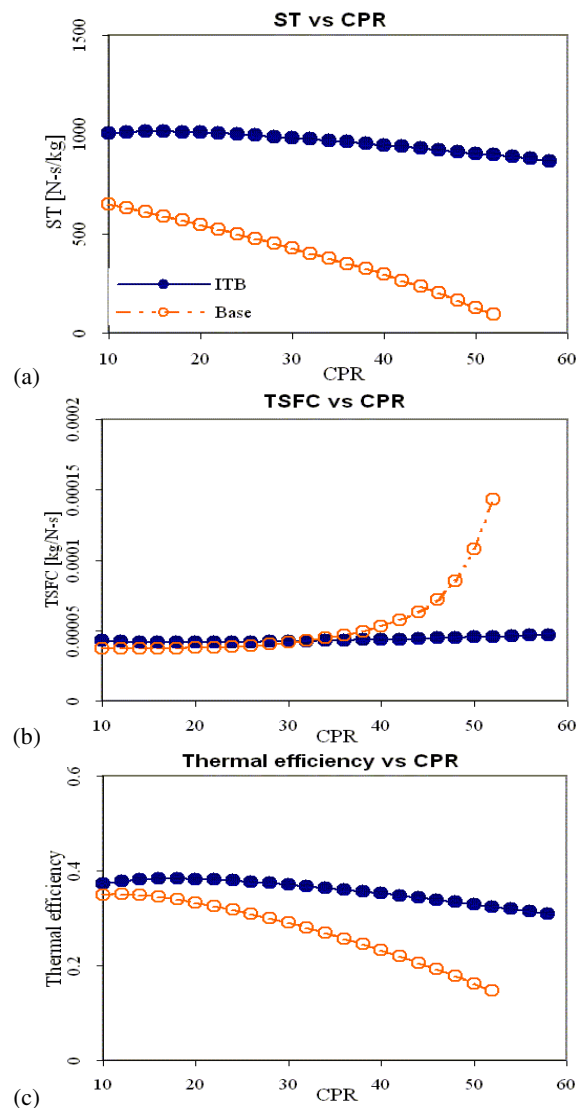 ST vs CPR
1500
1000
500
0
ST [N-s/kg]
ITB
Base
10 20 30 40 50 60
CPR
(a)
TSFC vs CPR
0.0002
0.00015
0.0001
0.00005
0
TSFC [kg/N-s]
10 20 30 40 50 60
CPR
(b)
Thermal efficiency vs CPR
0.6
0.4
0.2
0
Thermal efficiency
10 20 30 40 50 60
CPR
(c)